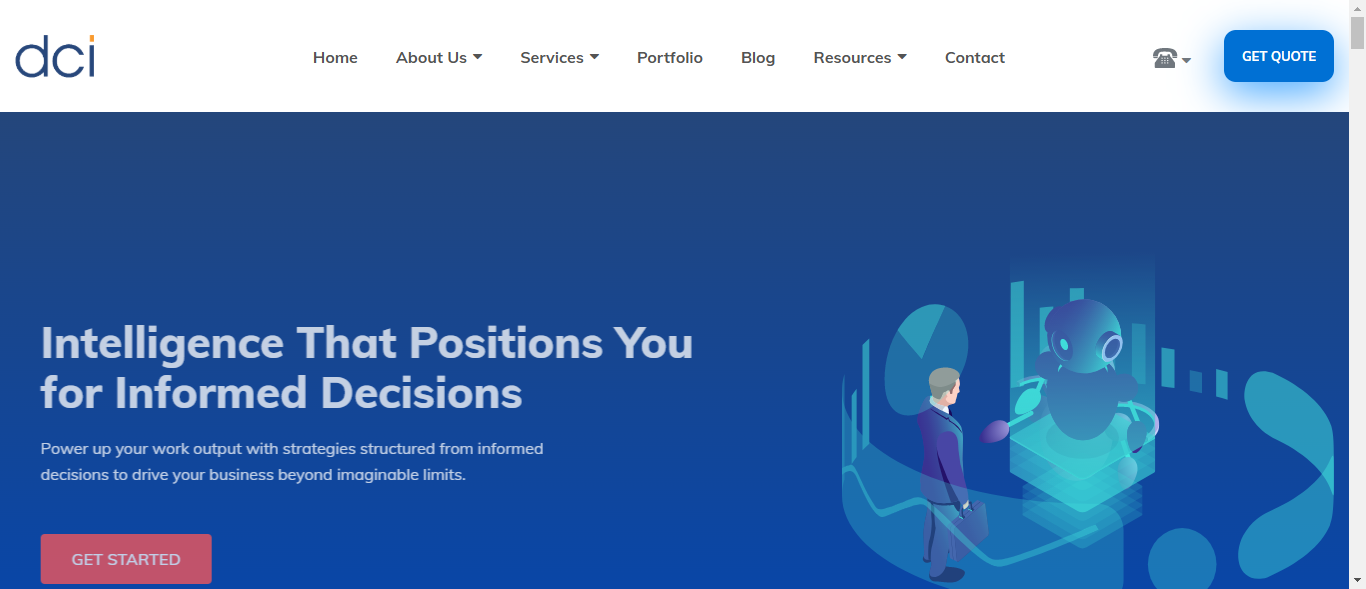 dci
Home About Us Services Portfolio Blog Resources Contact
GET QUOTE
Intelligence That Positions You
for Informed Decisions
Power up your work output with strategies structured from informed
decisions to drive your business beyond imaginable limits.
GET STARTED